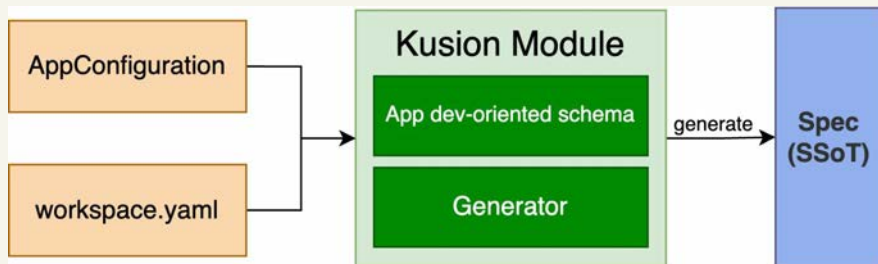 AppConfiguration
workspace.yaml
Kusion Module
App dev-oriented schema
Generator
generate
Spec
(SSoT)